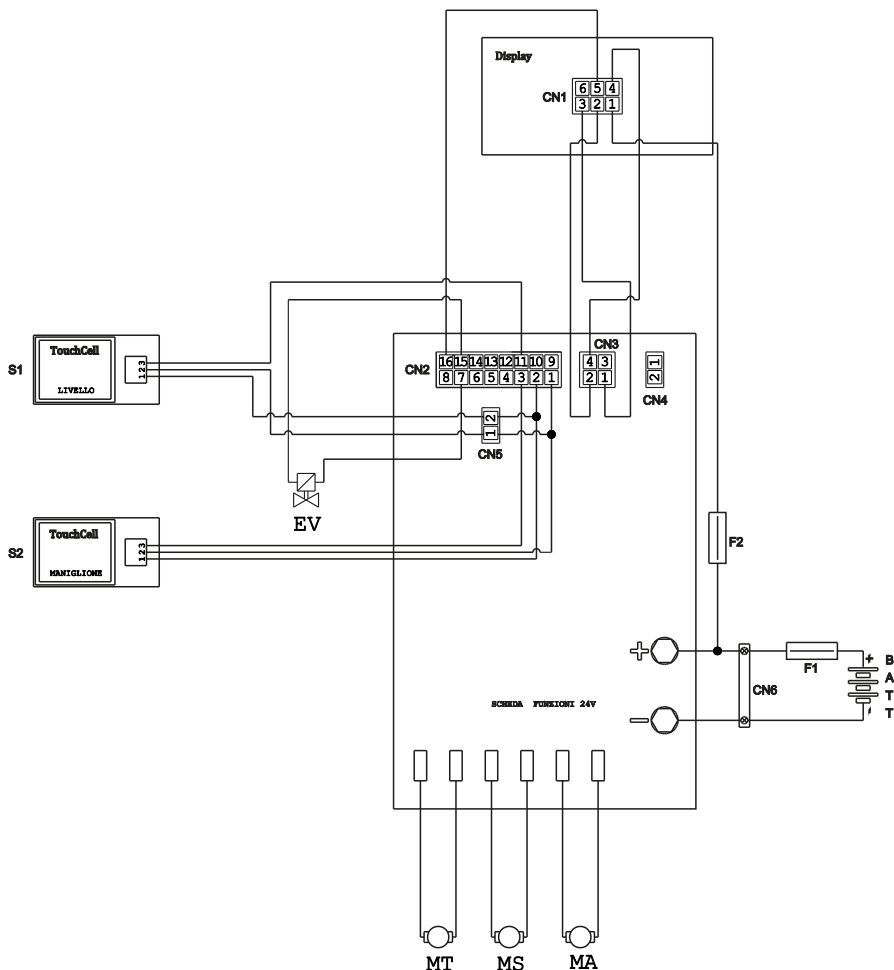 Display
CN1
6 5 4
3 2 1
S1
TouchCell
LIVELLO
1 2 3
CN2
16 15 14 13 12 11 10 9
8 7 6 5 4 3 2 1
CN3
4 3
2 1
2 1
CN4
1 2
CN5
EV
S2
TouchCell
MANIGLIONE
1 2 3
F2
+
F1
+
-
BATT
CN6
SCHEDA FUNZIONI 24V
-
MT
MS
MA